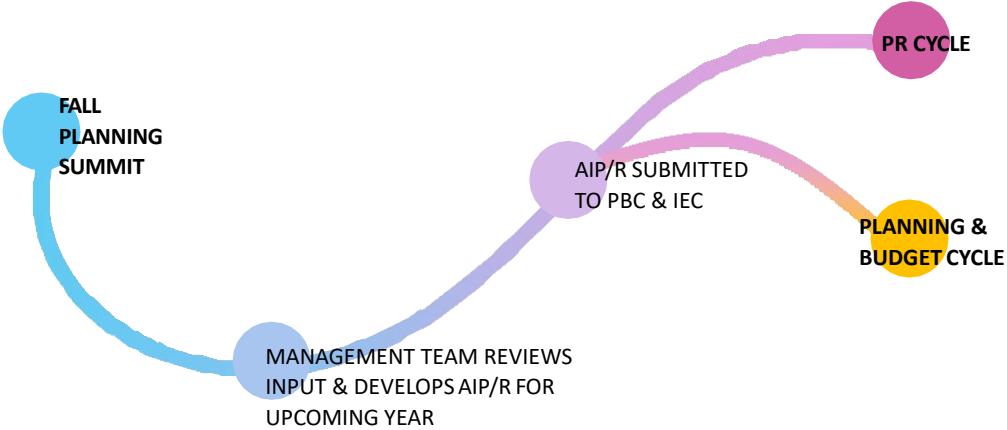 FALL
PLANNING
SUMMIT
MANAGEMENT TEAM REVIEWS
INPUT & DEVELOPS AIP/R FOR
UPCOMING YEAR
AIP/R SUBMITTED
TO PBC & IEC
PR CYCLE
PLANNING &
BUDGET CYCLE